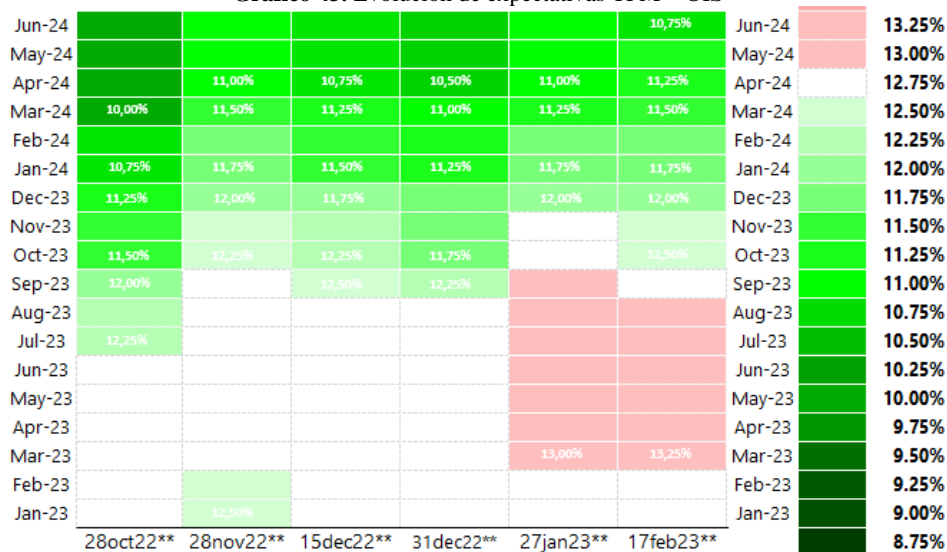 Jun-24 10,75% Jun-24 13.25%
May-24 May-24 13.00%
Apr-24 11,00% 10,75% 10,50% 11,00% 11,25% Apr-24 12.75%
Mar-24 10,00% 11,50% 11,25% 11,00% 11,25% 11,50% Mar-24 12.50%
Feb-24 Feb-24 12.25%
Jan-24 10,75% 11,75% 11,50% 11,25% 11,75% 11,75% Jan-24 12.00%
Dec-23 11,25% 12,00% 11,75% 12,00% 12,00% Dec-23 11.75%
Nov-23 Nov-23 11.50%
Oct-23 11,50% 12,25% 12,25% 11,75% 12,50% Oct-23 11.25%
Sep-23 12,00% 12,50% 12,25% Sep-23 11.00%
Aug-23 Aug-23 10.75%
Jul-23 12,25% Jul-23 10.50%
Jun-23 Jun-23 10.25%
May-23 May-23 10.00%
Apr-23 Apr-23 9.75%
Mar-23 13,00% 13,25% Mar-23 9.50%
Feb-23 Feb-23 9.25%
Jan-23 12,50% Jan-23 9.00%
28oct22** 28nov22** 15dec22** 31dec22** 27jan23** 17feb23** 8.75%